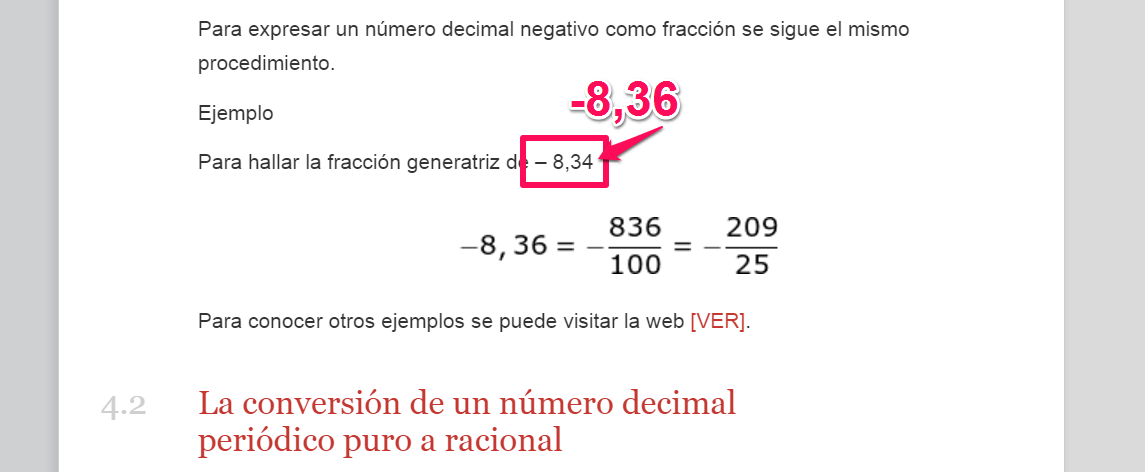 Para expresar un número decimal negativo como fracción se sigue el mismo
procedimiento.
Ejemplo
-8,36
Para hallar la fracción generatriz de – 8,34
−8, 36 = −836/100 = −209/25
Para conocer otros ejemplos se puede visitar la web [VER].
4.2 La conversión de un número decimal
periódico puro a racional